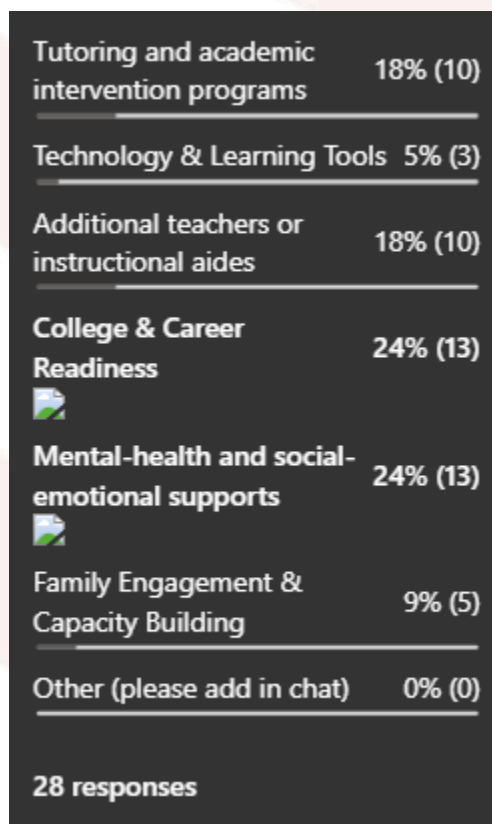 Tutoring and academic
intervention programs
18% (10)
Technology & Learning Tools 5% (3)
Additional teachers or
instructional aides
18% (10)
College & Career
Readiness
24% (13)
Mental-health and social-
emotional supports
24% (13)
Family Engagement &
Capacity Building
9% (5)
Other (please add in chat) 0% (0)
28 responses